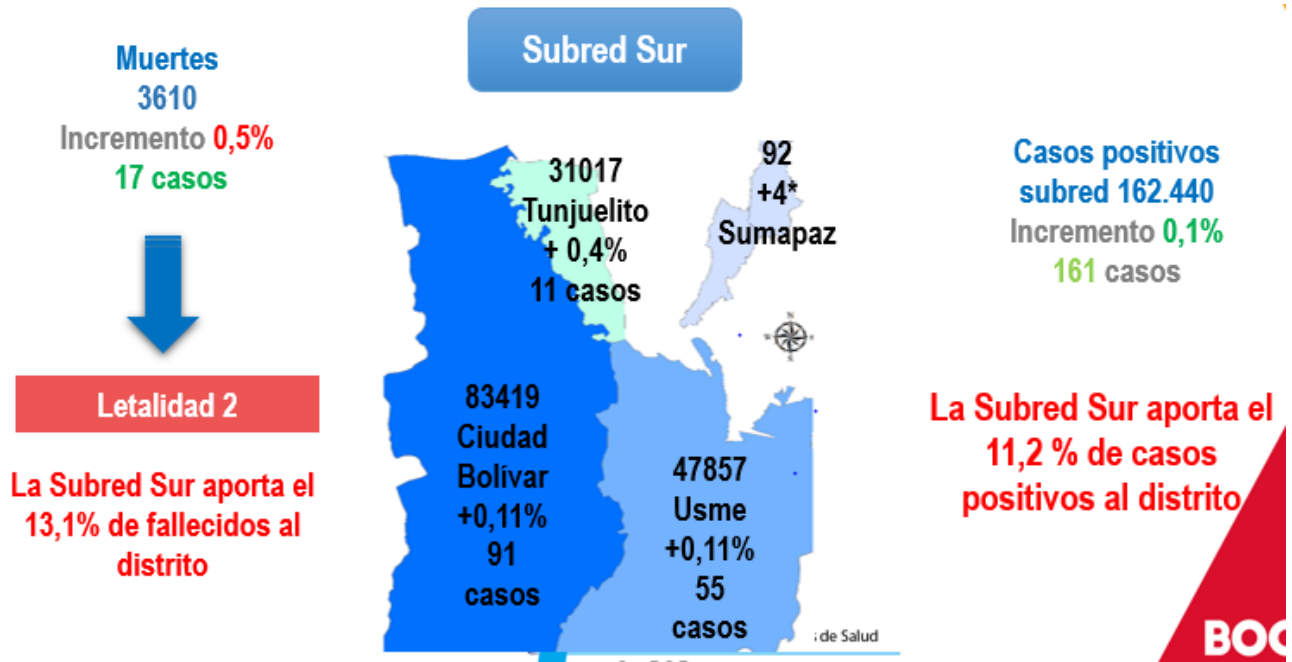 Subred Sur
Muertes
3610
Incremento 0,5%
17 casos
Letalidad 2
La Subred Sur aporta el
13,1% de fallecidos al
distrito
31017
Tunjuelito
+ 0,4%
11 casos
92
+4*
Sumapaz
83419
Ciudad
Bolívar
+0,11%
91
casos
47857
Usme
+0,11%
55
casos
Casos positivos
subred 162.440
Incremento 0,1%
161 casos
La Subred Sur aporta el
11,2 % de casos
positivos al distrito
de Salud
BOG